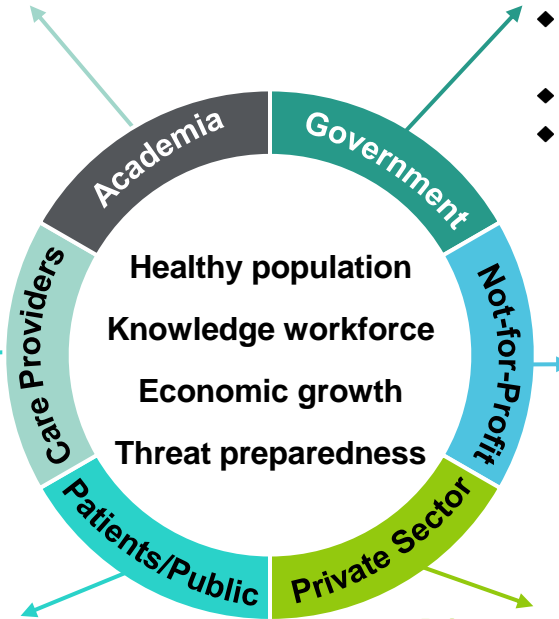 Academia
Government
Care Providers
Not-for-Profit
Healthy population
Knowledge workforce
Economic growth
Threat preparedness
Patients/Public
Private Sector